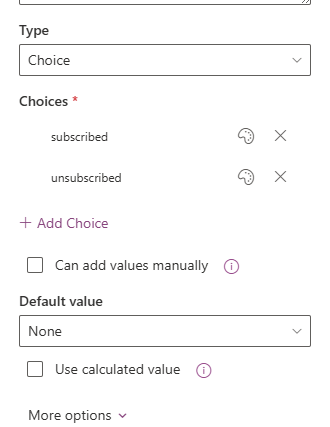 Type
Choice
Choices *
subscribed
unsubscribed
+ Add Choice
Can add values manually
Default value
None
Use calculated value
More options